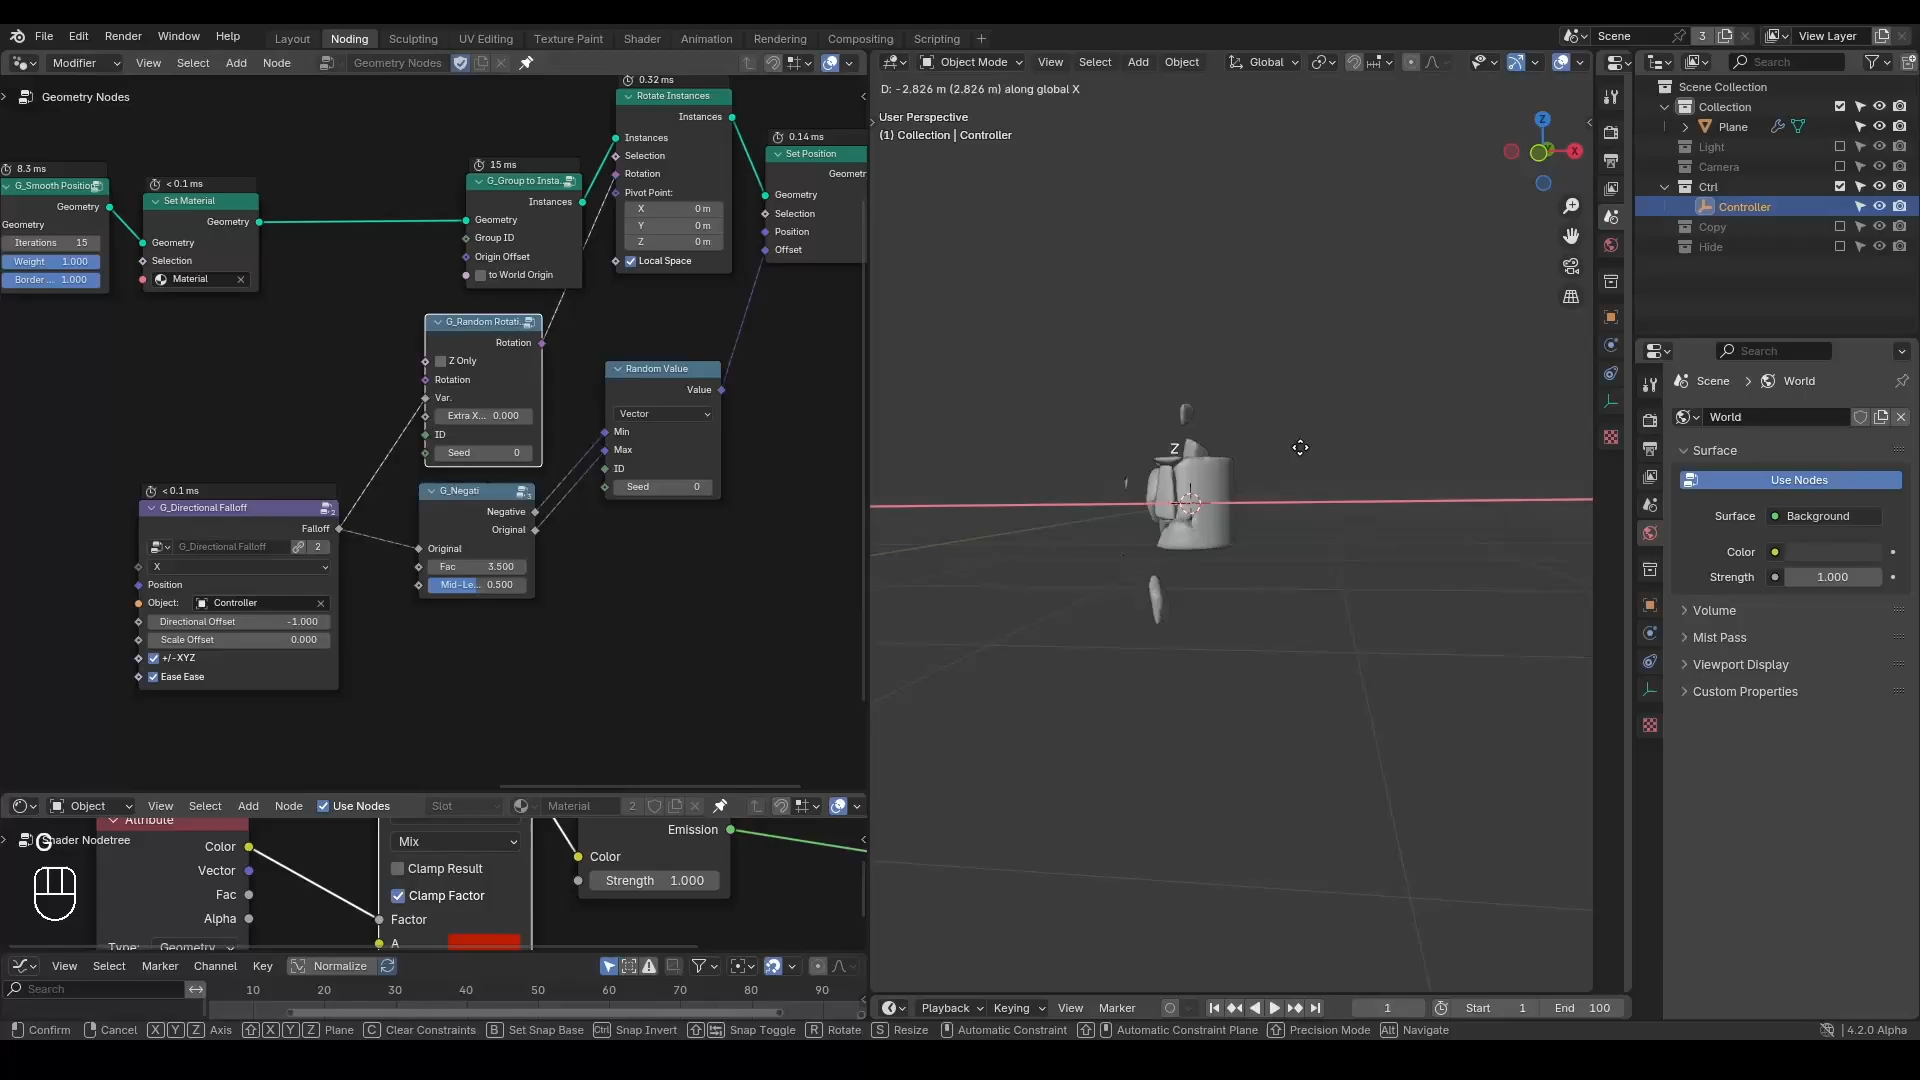 File Edit Render Window Help Layout Noding Sculpting UV Editing Texture Paint Shader Animation Rendering Compositing Scripting + Scene 3 View Layer
Modifier View Select Add Node Geometry Nodes
Object Mode View Select Add Object Global
Search
Geometry Nodes
0.32 ms
Rotate Instances
Instances
Instances
Selection
Rotation
Pivot Point:
X 0 m
Y 0 m
Z 0 m
Local Space
0.14 ms
Set Position
Geometr
Geometry
Selection
Position
Offset
8.3 ms
G_Smooth Position
Geometry
Geometry
Iterations 15
Weight 1.000
Border ... 1.000
< 0.1 ms
Set Material
Geometry
Geometry
Selection
Material
15 ms
G_Group to Insta...
Instances
Geometry
Group ID
Origin Offset
to World Origin
G_Random Rotati...
Rotation
Z Only
Rotation
Var.
Extra X... 0.000
ID
Seed 0
Random Value
Value
Vector
Min
Max
ID
Seed 0
< 0.1 ms
G_Directional Falloff
Falloff
G_Directional Falloff 2
X
Position
Object: Controller
Directional Offset -1.000
Scale Offset 0.000
+/-XYZ
Ease Ease
G_Negati
Negative
Original
Original
Fac 3.500
Mid-Le... 0.500
D: -2.826 m (2.826 m) along global X
User Perspective
(1) Collection | Controller
Z
X
Z
Scene Collection
Collection
Plane
Light
Camera
Ctrl
Controller
Copy
Hide
Search
Scene > World
World
Surface
Use Nodes
Surface Background
Color
Strength 1.000
Volume
Mist Pass
Viewport Display
Custom Properties
Object View Select Add Node Use Nodes Slot Material 2
Shader Nodetree
G
Attribute
Color
Vector
Fac
Alpha
Type: Geometry
Mix
Clamp Result
Clamp Factor
Factor
A
Emission
Color
Strength 1.000
View Select Marker Channel Key Normalize
Search
10 20 30 40 50 60 70 80 90
Playback Keying View Marker 1 Start 1 End 100
Confirm Cancel X Y Z Axis X Y Z Plane C Clear Constraints B Set Snap Base Ctrl Snap Invert Snap Toggle R Rotate S Resize Automatic Constraint Automatic Constraint Plane Precision Mode Alt Navigate 4.2.0 Alpha